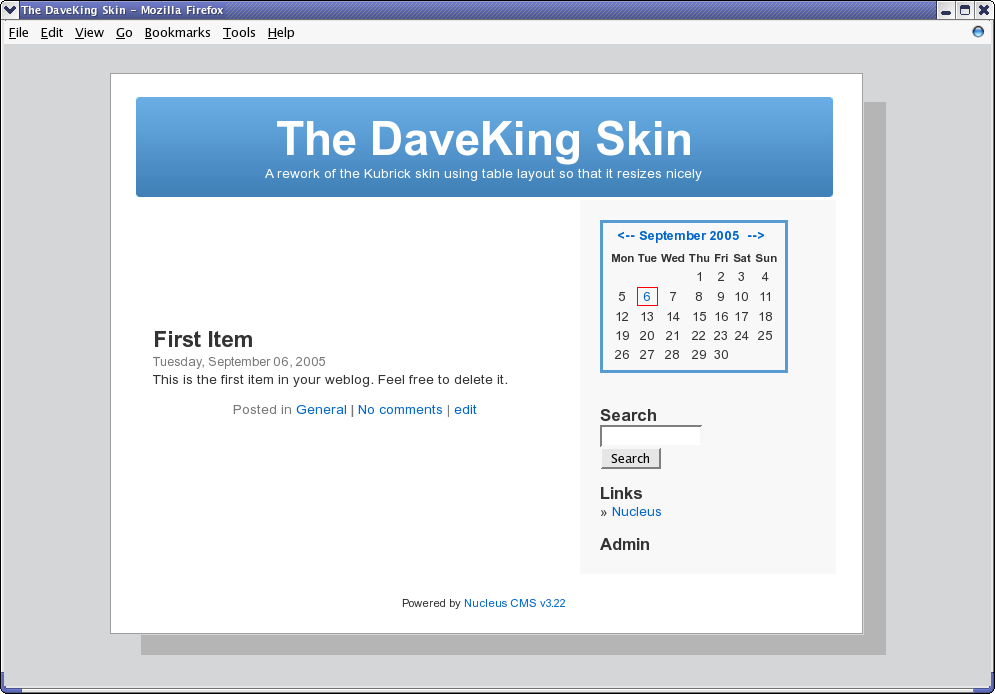 The DaveKing Skin - Mozilla Firefox
File Edit View Go Bookmarks Tools Help
The DaveKing Skin
A rework of the Kubrick skin using table layout so that it resizes nicely
First Item
Tuesday, September 06, 2005
This is the first item in your weblog. Feel free to delete it.
Posted in General | No comments | edit
<-- September 2005 -->
Mon Tue Wed Thu Fri Sat Sun
1 2 3 4
5 6 7 8 9 10 11
12 13 14 15 16 17 18
19 20 21 22 23 24 25
26 27 28 29 30
Search
Search
Links
» Nucleus
Admin
Powered by Nucleus CMS v3.22